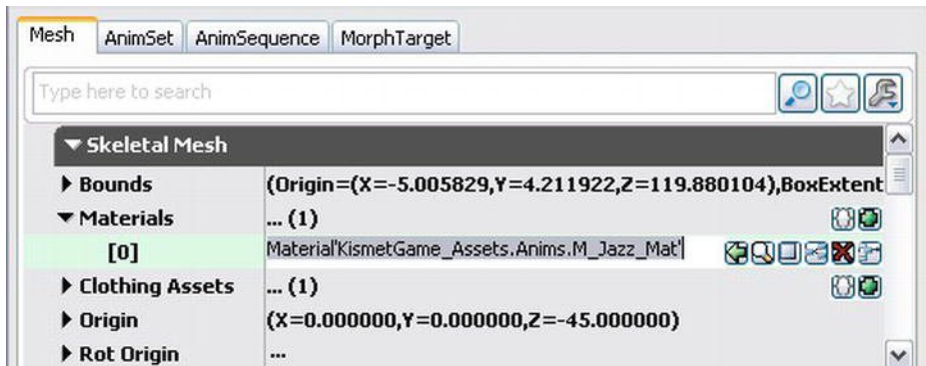 Mesh AnimSet AnimSequence MorphTarget
Type here to search
Skeletal Mesh
Bounds (Origin=(X=-5.005829,Y=4.211922,Z=119.880104),BoxExtent
Materials ... (1)
[0] Material'KismetGame_Assets.Anims.M_Jazz_Mat'
Clothing Assets ... (1)
Origin (X=0.000000,Y=0.000000,Z=-45.000000)
Rot Origin ...